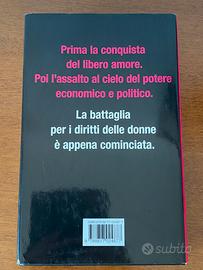 Prima la conquista
del libero amore.
Poi l'assalto al cielo del potere
economico e politico.
La battaglia
per i diritti delle donne
è appena cominciata.
subito